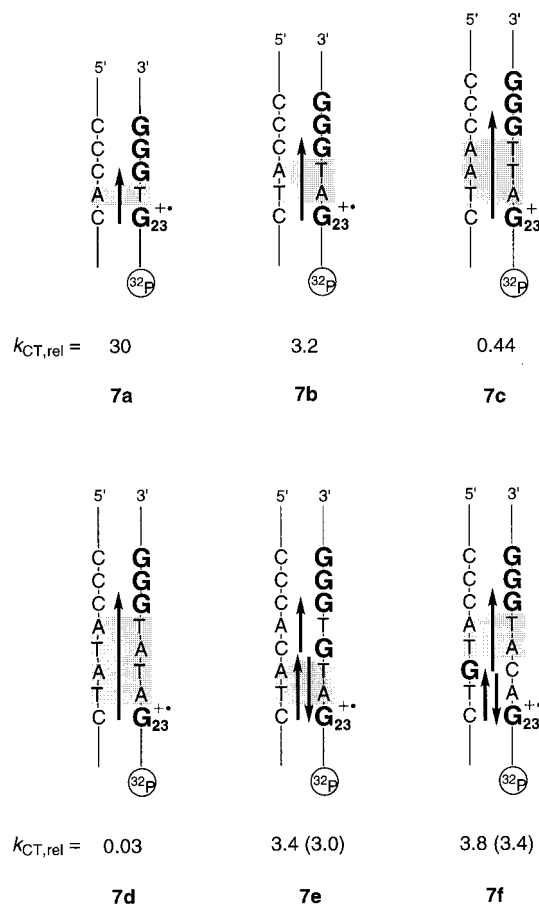 5' 3'
C G
C G
C G
A T
C G23 +•
32P
5' 3'
C G
C G
C G
A T
T A
C G23 +•
32P
5' 3'
C G
C G
C G
A T
A T
T A
C G23 +
32P
kCT,rel = 30 3.2 0.44
7a 7b 7c
5' 3'
C G
C G
C G
A T
T A
A T
T A
C G23 +•
32P
5' 3'
C G
C G
C G
A T
C G
A T
T A
C G23 +•
32P
5' 3'
C G
C G
C G
A T
T A
G C
T A
C G23 +•
32P
kCT,rel = 0.03 3.4 (3.0) 3.8 (3.4)
7d 7e 7f